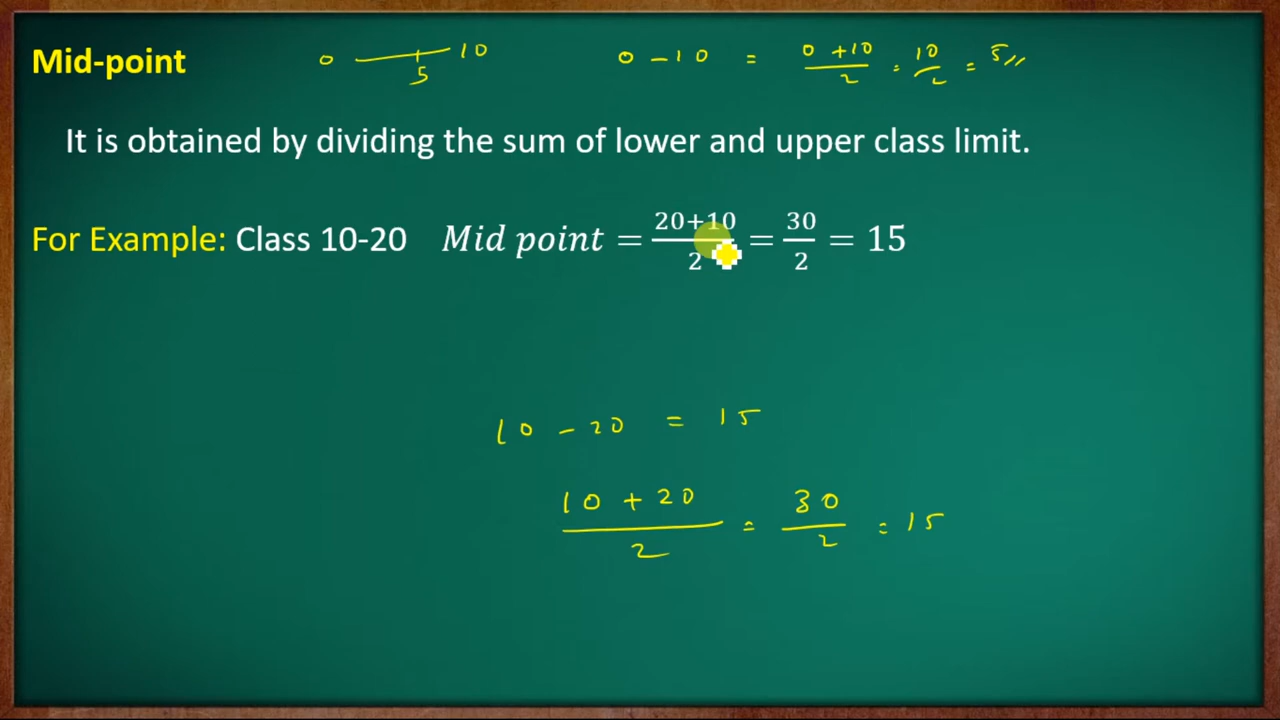 Mid-point 0 10 5 0 - 10 = 0 + 10 / 2 = 10 / 2 = 5 //
It is obtained by dividing the sum of lower and upper class limit.
For Example: Class 10-20 Mid point = 20+10 / 2 = 30 / 2 = 15
10 - 20 = 15
10 + 20 / 2 = 30 / 2 = 15